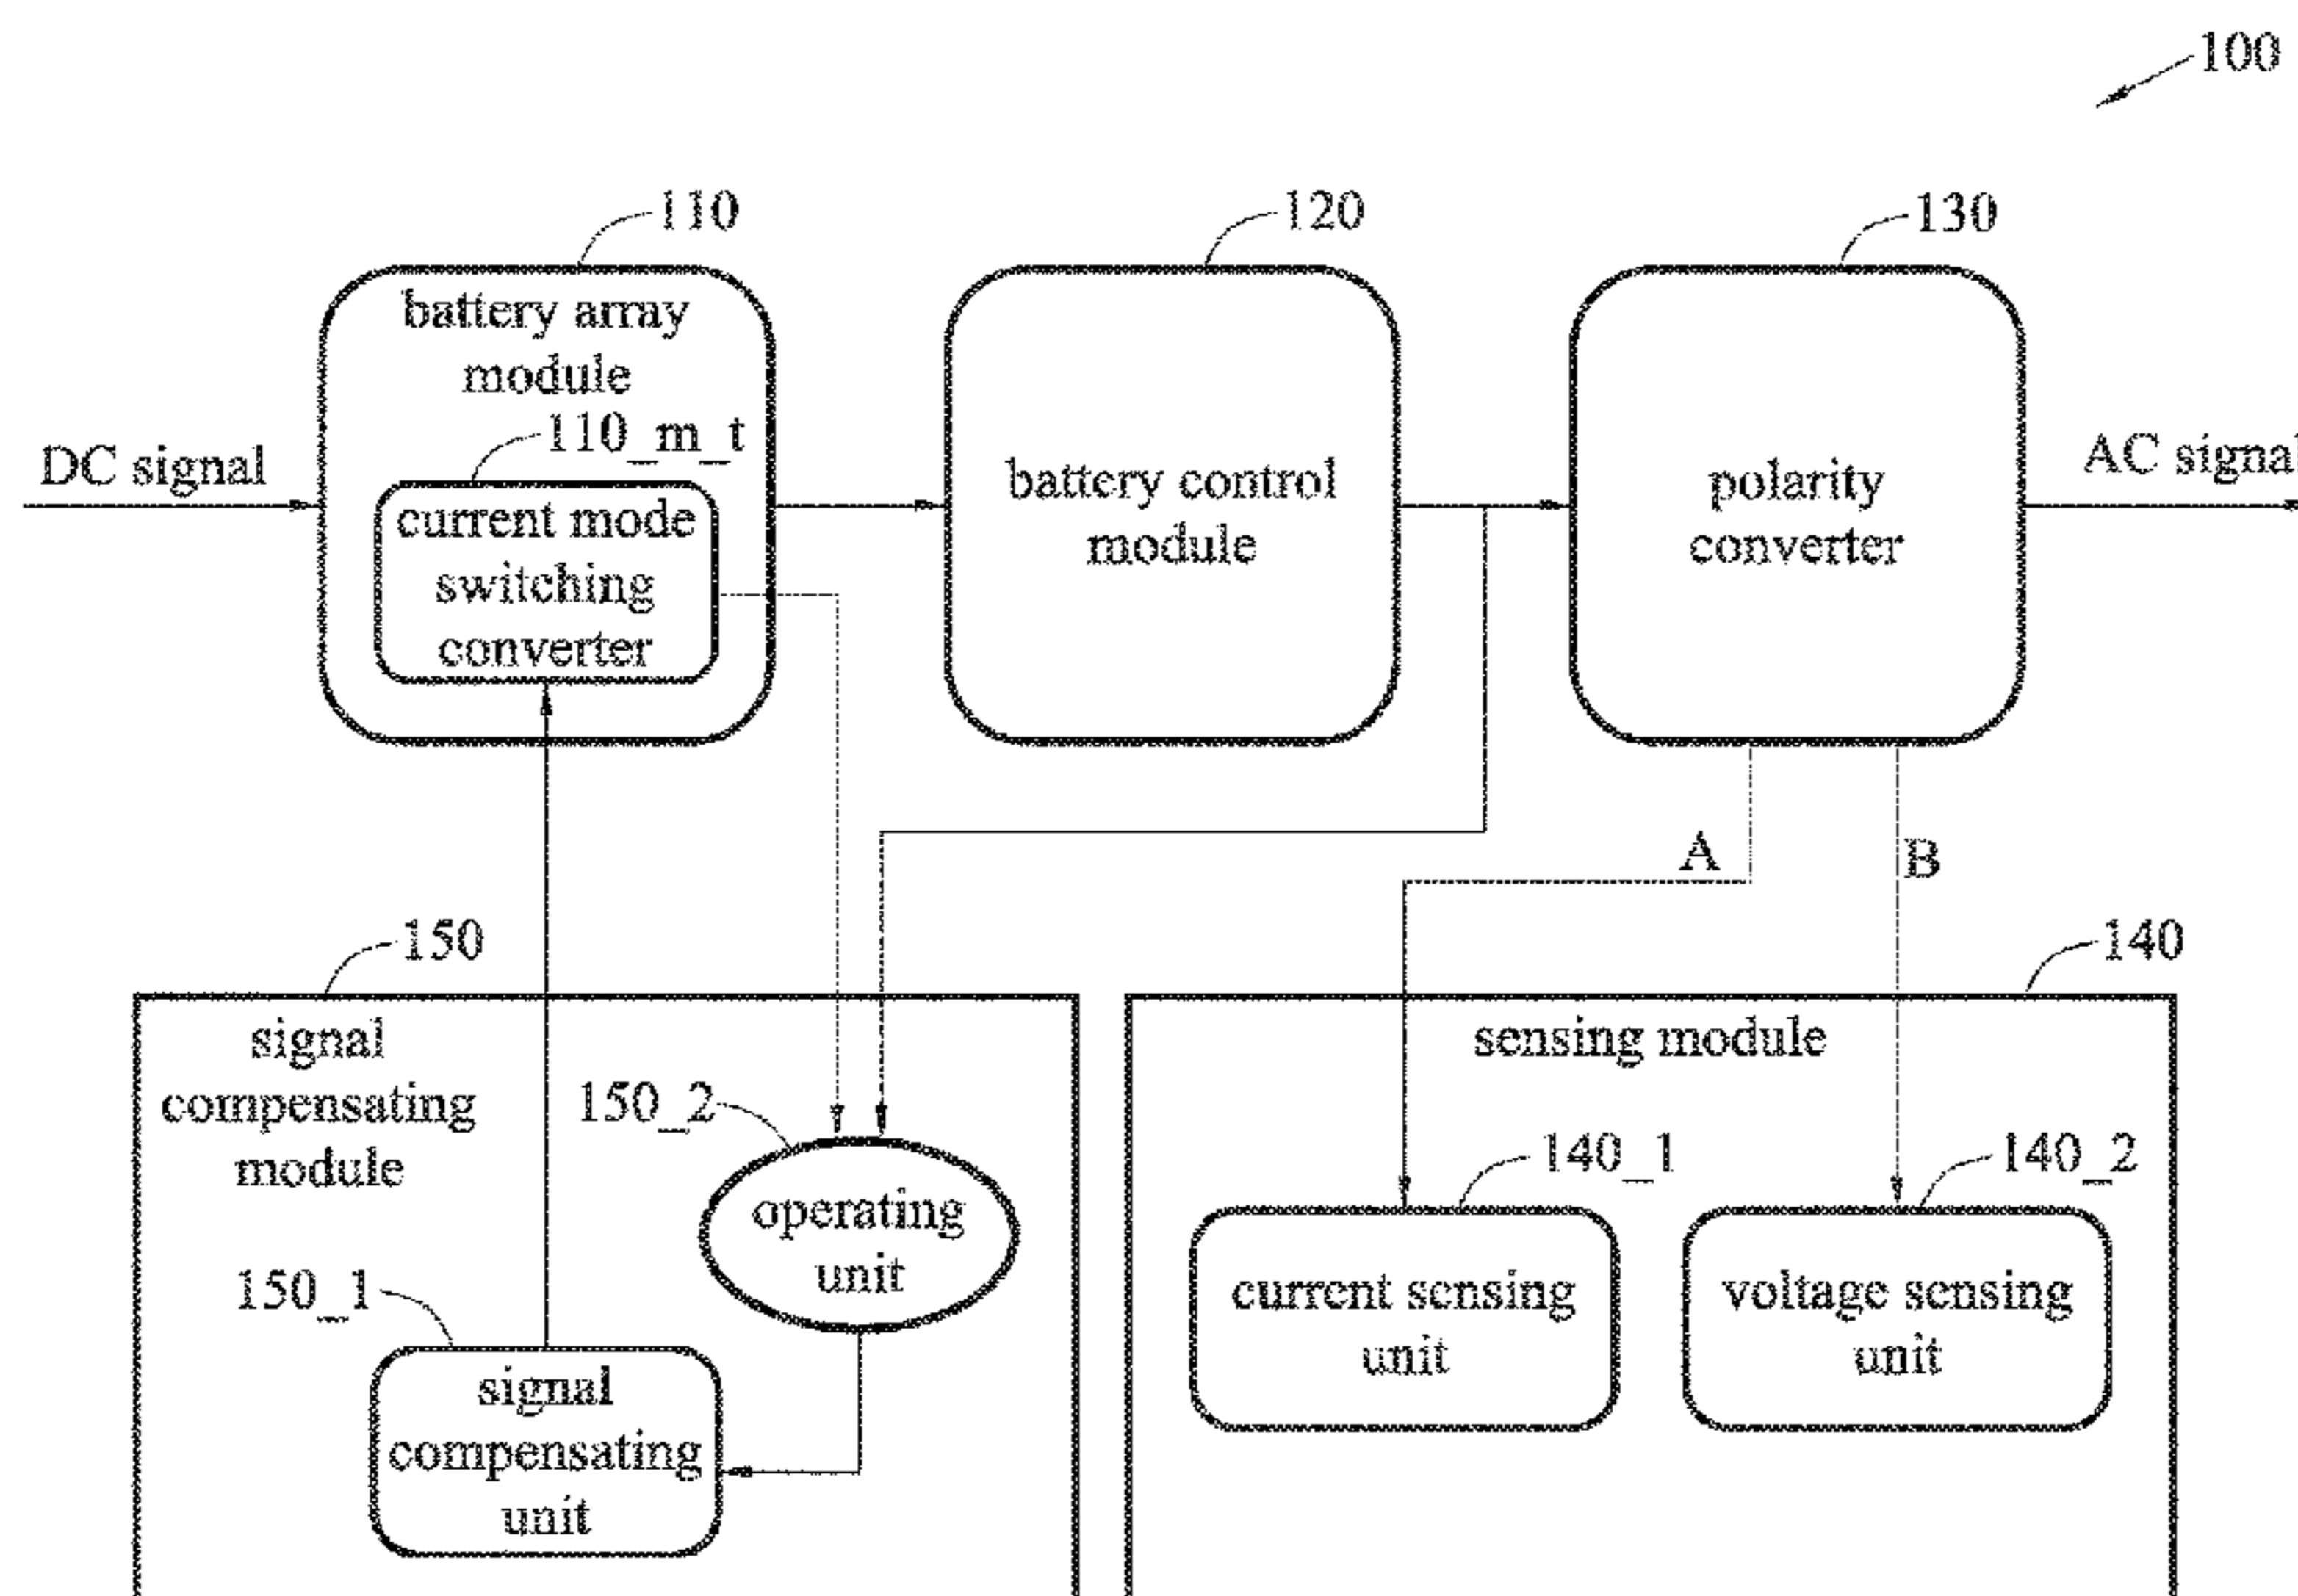 100
110
120
130
battery array
module
110_m_t
DC signal
current mode
switching
converter
battery control
module
polarity
converter
AC signal
A
B
150
140
signal
compensating
module
sensing module
150_2
operating
unit
140_1
140_2
current sensing
unit
voltage sensing
unit
150_1
signal
compensating
unit